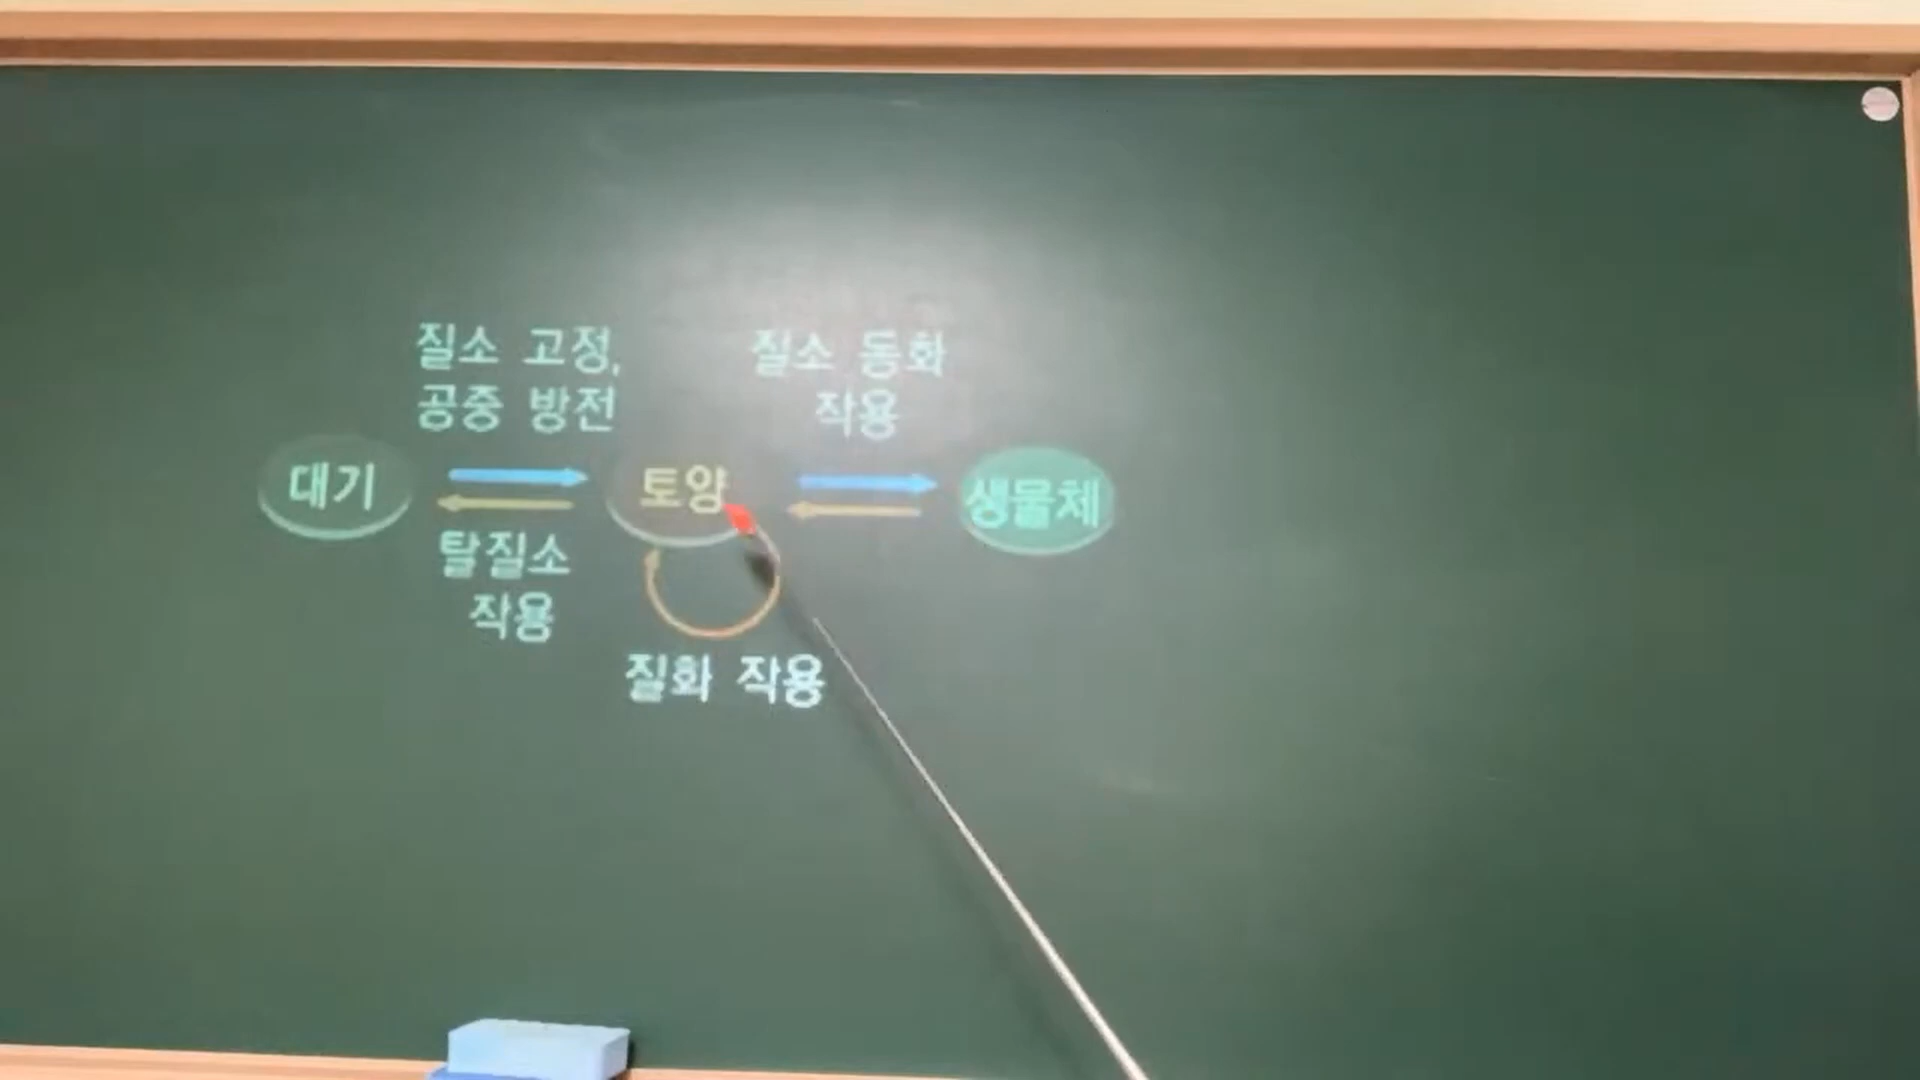 질소 고정,
공중 방전
질소 동화
작용
대기
토양
생물체
탈질소
작용
질화 작용